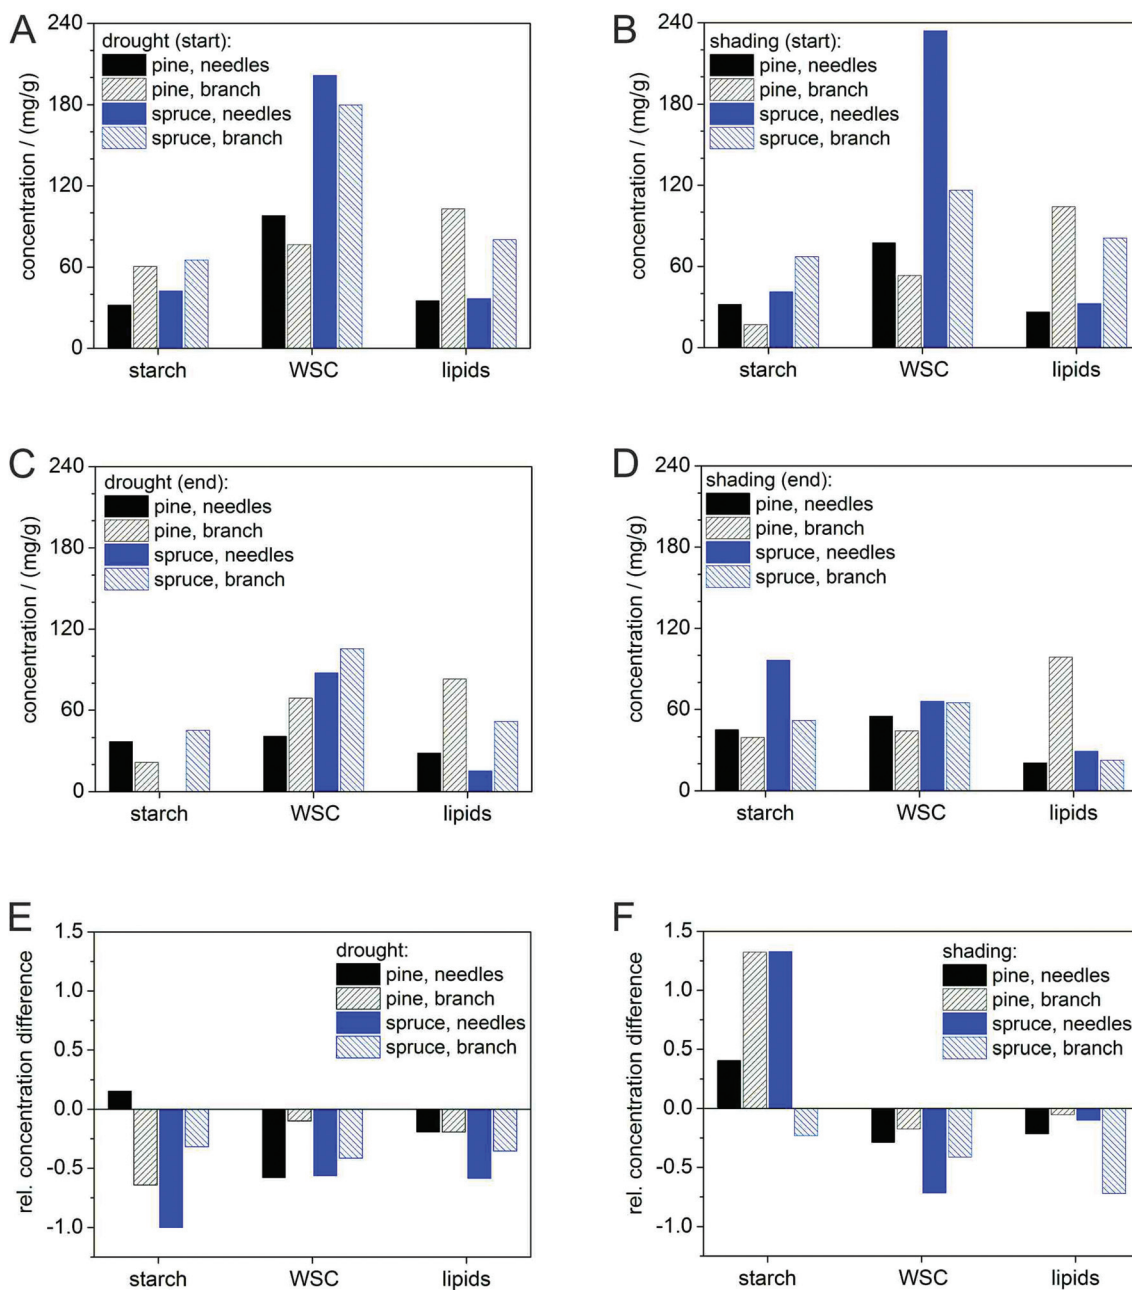 A
concentration / (mg/g)
240
180
120
60
0
drought (start):
pine, needles
pine, branch
spruce, needles
spruce, branch
starch WSC lipids
B
concentration / (mg/g)
240
180
120
60
0
shading (start):
pine, needles
pine, branch
spruce, needles
spruce, branch
starch WSC lipids
C
concentration / (mg/g)
240
180
120
60
0
drought (end):
pine, needles
pine, branch
spruce, needles
spruce, branch
starch WSC lipids
D
concentration / (mg/g)
240
180
120
60
0
shading (end):
pine, needles
pine, branch
spruce, needles
spruce, branch
starch WSC lipids
E
rel. concentration difference
1.5
1.0
0.5
0.0
-0.5
-1.0
drought:
pine, needles
pine, branch
spruce, needles
spruce, branch
starch WSC lipids
F
rel. concentration difference
1.5
1.0
0.5
0.0
-0.5
-1.0
shading:
pine, needles
pine, branch
spruce, needles
spruce, branch
starch WSC lipids